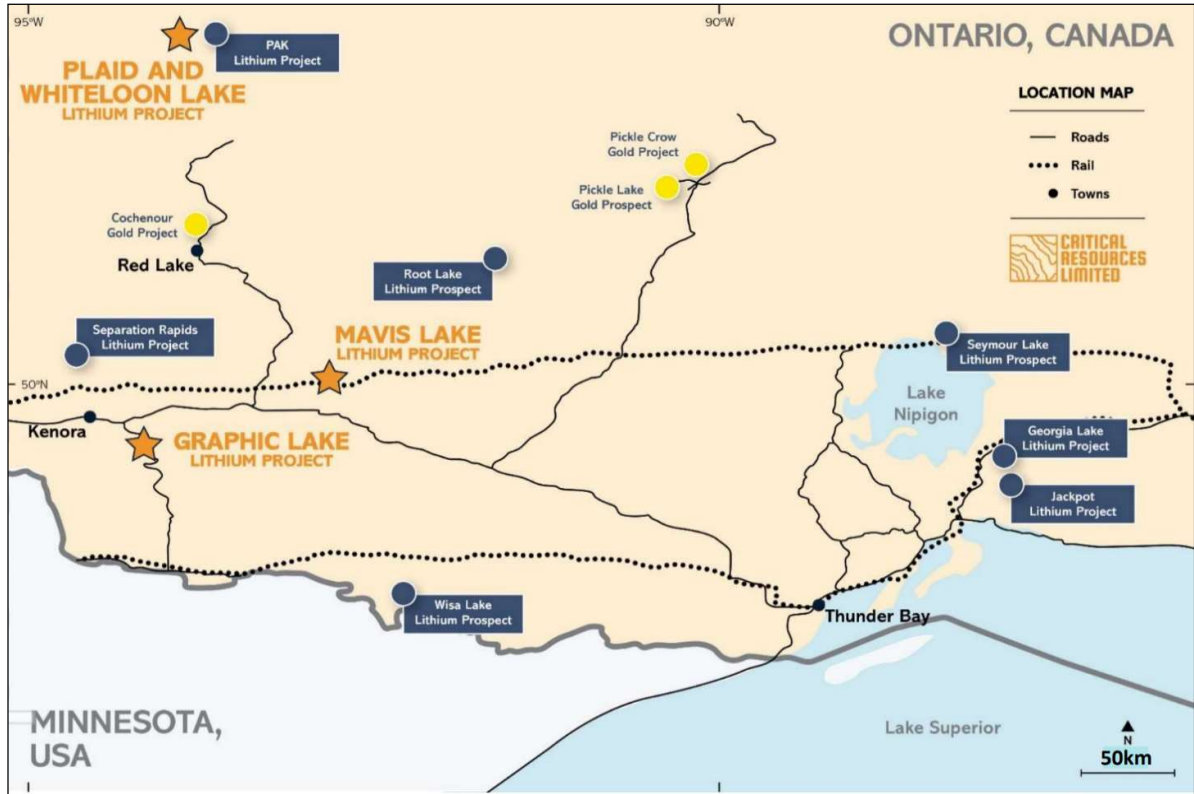 95°W
90°W
ONTARIO, CANADA
PAK
Lithium Project
PLAID AND
WHITELOON LAKE
LITHIUM PROJECT
LOCATION MAP
Roads
Rail
Towns
CRITICAL
RESOURCES
LIMITED
Pickle Crow
Gold Project
Pickle Lake
Gold Prospect
Cochenour
Gold Project
Red Lake
Root Lake
Lithium Prospect
Separation Rapids
Lithium Project
MAVIS LAKE
LITHIUM PROJECT
Seymour Lake
Lithium Prospect
50°N
Lake
Nipigon
Kenora
GRAPHIC LAKE
LITHIUM PROJECT
Georgia Lake
Lithium Project
Jackpot
Lithium Project
Wisa Lake
Lithium Prospect
Thunder Bay
MINNESOTA,
USA
Lake Superior
N
50km